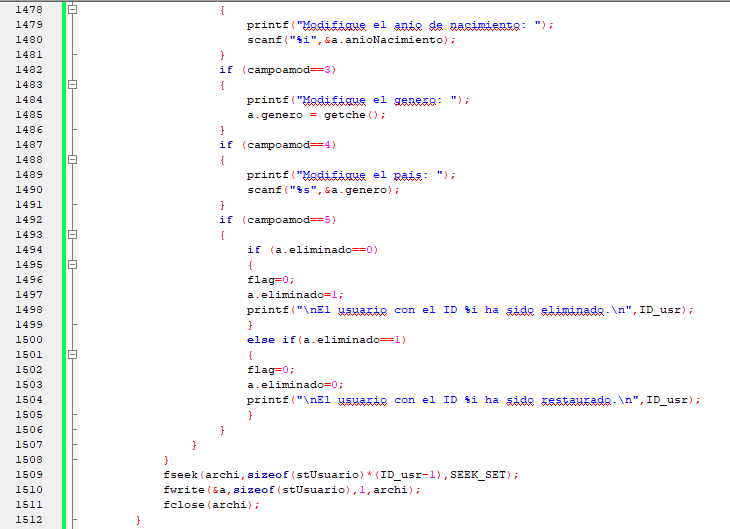 1478 {
1479 printf("Modifique el anio de nacimiento: ");
1480 scanf("%i",&a.anioNacimiento);
1481 }
1482 if (campoamod==3)
1483 {
1484 printf("Modifique el genero: ");
1485 a.genero = getche();
1486 }
1487 if (campoamod==4)
1488 {
1489 printf("Modifique el pais: ");
1490 scanf("%s",&a.genero);
1491 }
1492 if (campoamod==5)
1493 {
1494 if (a.eliminado==0)
1495 {
1496 flag=0;
1497 a.eliminado=1;
1498 printf("\nEl usuario con el ID %i ha sido eliminado.\n",ID_usr);
1499 }
1500 else if(a.eliminado==1)
1501 {
1502 flag=0;
1503 a.eliminado=0;
1504 printf("\nEl usuario con el ID %i ha sido restaurado.\n",ID_usr);
1505 }
1506 }
1507 }
1508 }
1509 fseek(archi,sizeof(stUsuario)*(ID_usr-1),SEEK_SET);
1510 fwrite(&a,sizeof(stUsuario),1,archi);
1511 fclose(archi);
1512 }